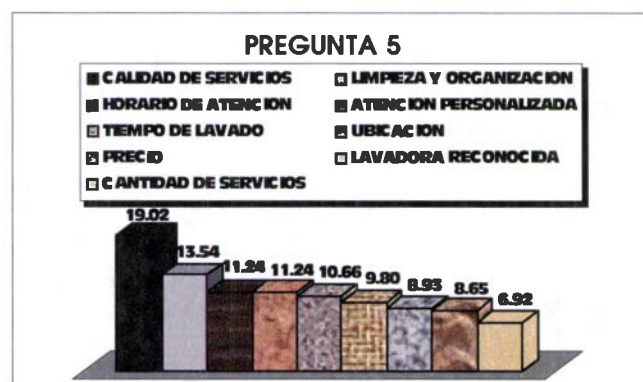 PREGUNTA 5
CALIDAD DE SERVICIOS
LIMPIEZA Y ORGANIZACION
HORARIO DE ATENCION
ATENCION PERSONALIZADA
TIEMPO DE LAVADO
UBICACION
PRECIO
LAVADORA RECONOCIDA
CANTIDAD DE SERVICIOS
19.02 13.54 11.24 11.24 10.66 9.80 8.93 8.65 6.92